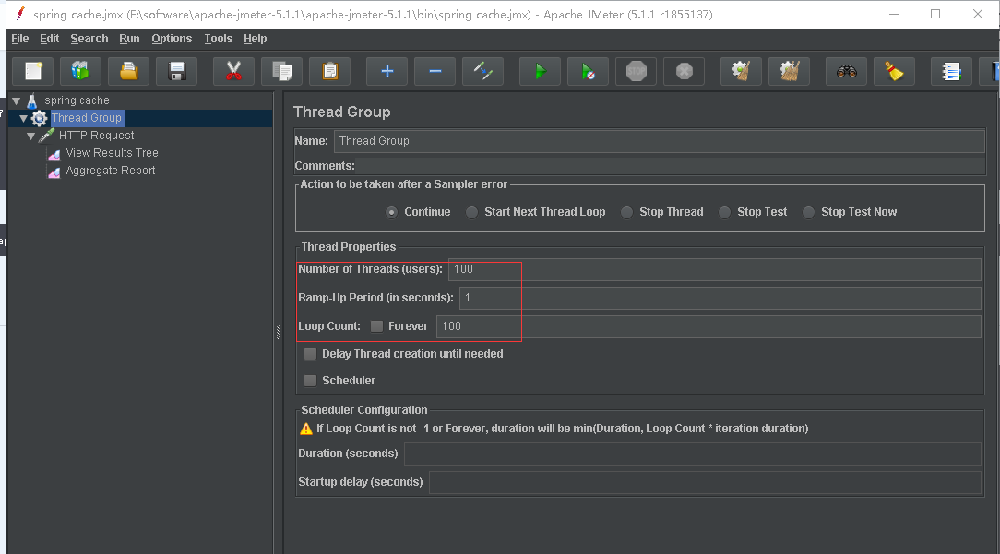 spring cache.jmx (F:\software\apache-jmeter-5.1.1\apache-jmeter-5.1.1\bin\spring cache.jmx) - Apache JMeter (5.1.1 r1855137)
File Edit Search Run Options Tools Help
STOP
spring cache
Thread Group
HTTP Request
View Results Tree
Aggregate Report
Thread Group
Name: Thread Group
Comments:
Action to be taken after a Sampler error
Continue Start Next Thread Loop Stop Thread Stop Test Stop Test Now
Thread Properties
Number of Threads (users): 100
Ramp-Up Period (in seconds): 1
Loop Count: Forever 100
Delay Thread creation until needed
Scheduler
Scheduler Configuration
If Loop Count is not -1 or Forever, duration will be min(Duration, Loop Count * iteration duration)
Duration (seconds)
Startup delay (seconds)